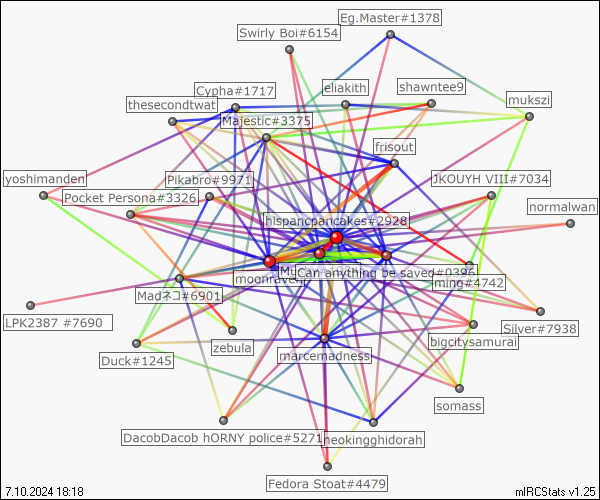 Eg.Master#1378
Swirly Boi#6154
Cypha#1717
eliakith
shawntee9
thesecondtwat
mukszi
Majestic#3375
frisout
yoshimanden
Pikabro#9971
JKOUYH VIII#7034
Pocket Persona#3326
normalwan
hispanicpancakes#2928
moonraven
Can anything be saved#0396
ming#4742
Madネコ#6901
LPK2387 #7690
Silver#7938
zebula
bigcitysamurai
Duck#1245
marcemadness
somass
DacobDacob hORNY police#5271
neokingghidorah
Fedora Stoat#4479
7.10.2024 18:18
mIRCStats v1.25